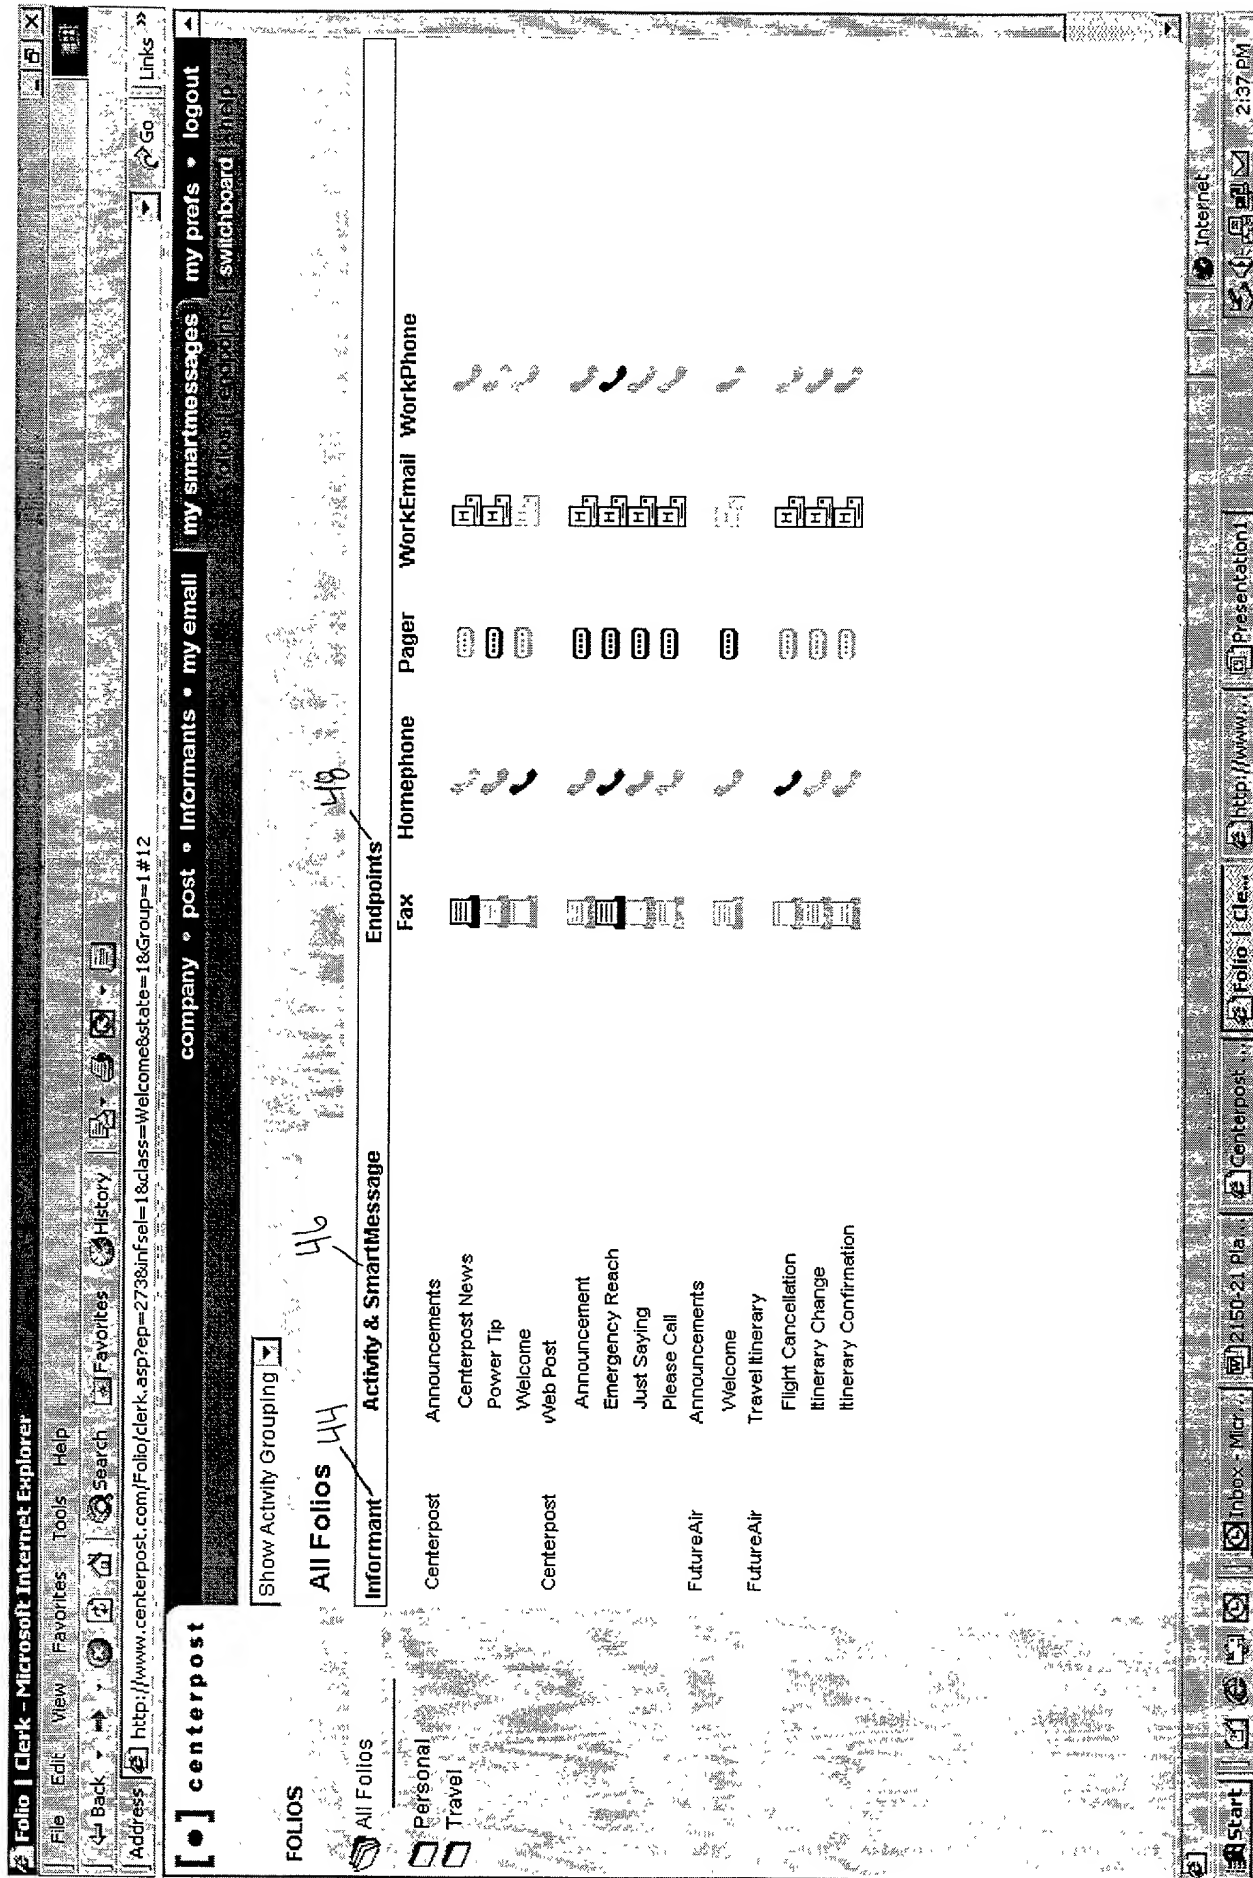 Folio | Clerk - Microsoft Internet Explorer
File Edit View Favorites Tools Help
Back Search Favorites History
Address http://www.centerpost.com/Folio/clerk.asp?ep=273&infsel=1&class=Welcome&state=1&Group=1#12 Go Links »
[•] centerpost
company • post • Informants • my email my smartmessages my prefs • logout
folios | endpoints | switchboard | help
FOLIOS
All Folios
Personal
Travel
Show Activity Grouping
All Folios 44 46 48
Informant Activity & SmartMessage Endpoints
Fax Homephone Pager WorkEmail WorkPhone
Centerpost Announcements
Centerpost News
Power Tip
Welcome
Centerpost Web Post
Announcement
Emergency Reach
Just Saying
Please Call
FutureAir Announcements
Welcome
FutureAir Travel Itinerary
Flight Cancellation
Itinerary Change
Itinerary Confirmation
Internet
Start Inbox - Micr... 2150-21 Pla... Centerpost ... Folio | Cle... http://www... Presentation1 2:37 PM